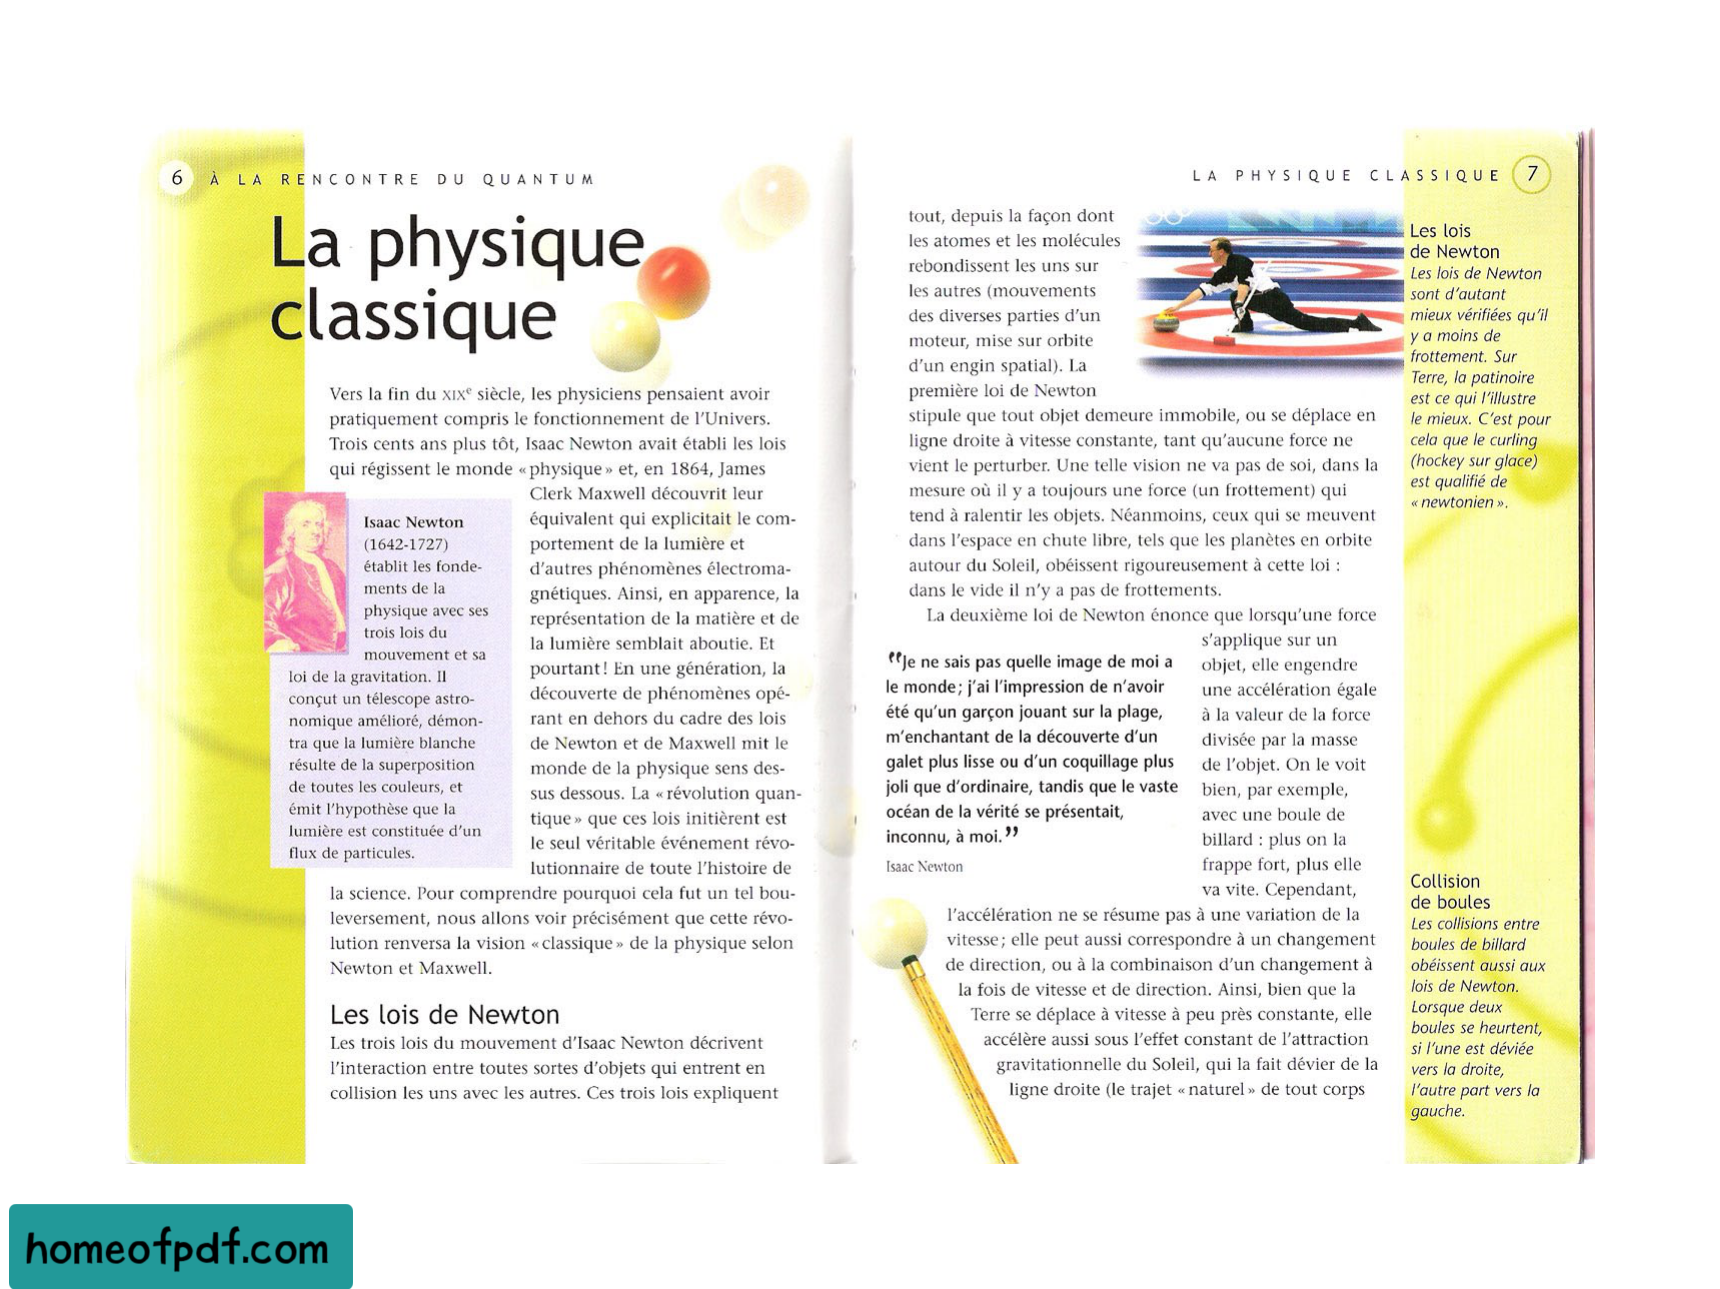 6 À LA RENCONTRE DU QUANTUM
La physique
classique
Vers la fin du XIXe siècle, les physiciens pensaient avoir
pratiquement compris le fonctionnement de l'Univers.
Trois cents ans plus tôt, Isaac Newton avait établi les lois
qui régissent le monde « physique » et, en 1864, James
Clerk Maxwell découvrit leur
équivalent qui explicitait le com-
portement de la lumière et
d'autres phénomènes électroma-
gnétiques. Ainsi, en apparence, la
représentation de la matière et de
la lumière semblait aboutie. Et
pourtant ! En une génération, la
découverte de phénomènes opé-
rant en dehors du cadre des lois
de Newton et de Maxwell mit le
monde de la physique sens des-
sus dessous. La « révolution quan-
tique » que ces lois initièrent est
le seul véritable événement révo-
lutionnaire de toute l'histoire de
la science. Pour comprendre pourquoi cela fut un tel bou-
leversement, nous allons voir précisément que cette révo-
lution renversa la vision « classique » de la physique selon
Newton et Maxwell.
Isaac Newton
(1642-1727)
établit les fonde-
ments de la
physique avec ses
trois lois du
mouvement et sa
loi de la gravitation. Il
conçut un télescope astro-
nomique amélioré, démon-
tra que la lumière blanche
résulte de la superposition
de toutes les couleurs, et
émit l'hypothèse que la
lumière est constituée d'un
flux de particules.
Les lois de Newton
Les trois lois du mouvement d'Isaac Newton décrivent
l'interaction entre toutes sortes d'objets qui entrent en
collision les uns avec les autres. Ces trois lois expliquent
LA PHYSIQUE CLASSIQUE 7
tout, depuis la façon dont
les atomes et les molécules
rebondissent les uns sur
les autres (mouvements
des diverses parties d'un
moteur, mise sur orbite
d'un engin spatial). La
première loi de Newton
stipule que tout objet demeure immobile, ou se déplace en
ligne droite à vitesse constante, tant qu'aucune force ne
vient le perturber. Une telle vision ne va pas de soi, dans la
mesure où il y a toujours une force (un frottement) qui
tend à ralentir les objets. Néanmoins, ceux qui se meuvent
dans l'espace en chute libre, tels que les planètes en orbite
autour du Soleil, obéissent rigoureusement à cette loi :
dans le vide il n'y a pas de frottements.
La deuxième loi de Newton énonce que lorsqu'une force
s'applique sur un
objet, elle engendre
une accélération égale
à la valeur de la force
divisée par la masse
de l'objet. On le voit
bien, par exemple,
avec une boule de
billard : plus on la
frappe fort, plus elle
va vite. Cependant,
l'accélération ne se résume pas à une variation de la
vitesse ; elle peut aussi correspondre à un changement
de direction, ou à la combinaison d'un changement à
la fois de vitesse et de direction. Ainsi, bien que la
Terre se déplace à vitesse à peu près constante, elle
accélère aussi sous l'effet constant de l'attraction
gravitationnelle du Soleil, qui la fait dévier de la
ligne droite (le trajet « naturel » de tout corps
“Je ne sais pas quelle image de moi a
le monde ; j'ai l'impression de n'avoir
été qu'un garçon jouant sur la plage,
m'enchantant de la découverte d'un
galet plus lisse ou d'un coquillage plus
joli que d'ordinaire, tandis que le vaste
océan de la vérité se présentait,
inconnu, à moi.”
Isaac Newton
Les lois
de Newton
Les lois de Newton
sont d'autant
mieux vérifiées qu'il
y a moins de
frottement. Sur
Terre, la patinoire
est ce qui l'illustre
le mieux. C'est pour
cela que le curling
(hockey sur glace)
est qualifié de
« newtonien ».
Collision
de boules
Les collisions entre
boules de billard
obéissent aussi aux
lois de Newton.
Lorsque deux
boules se heurtent,
si l'une est déviée
vers la droite,
l'autre part vers la
gauche.
homeofpdf.com